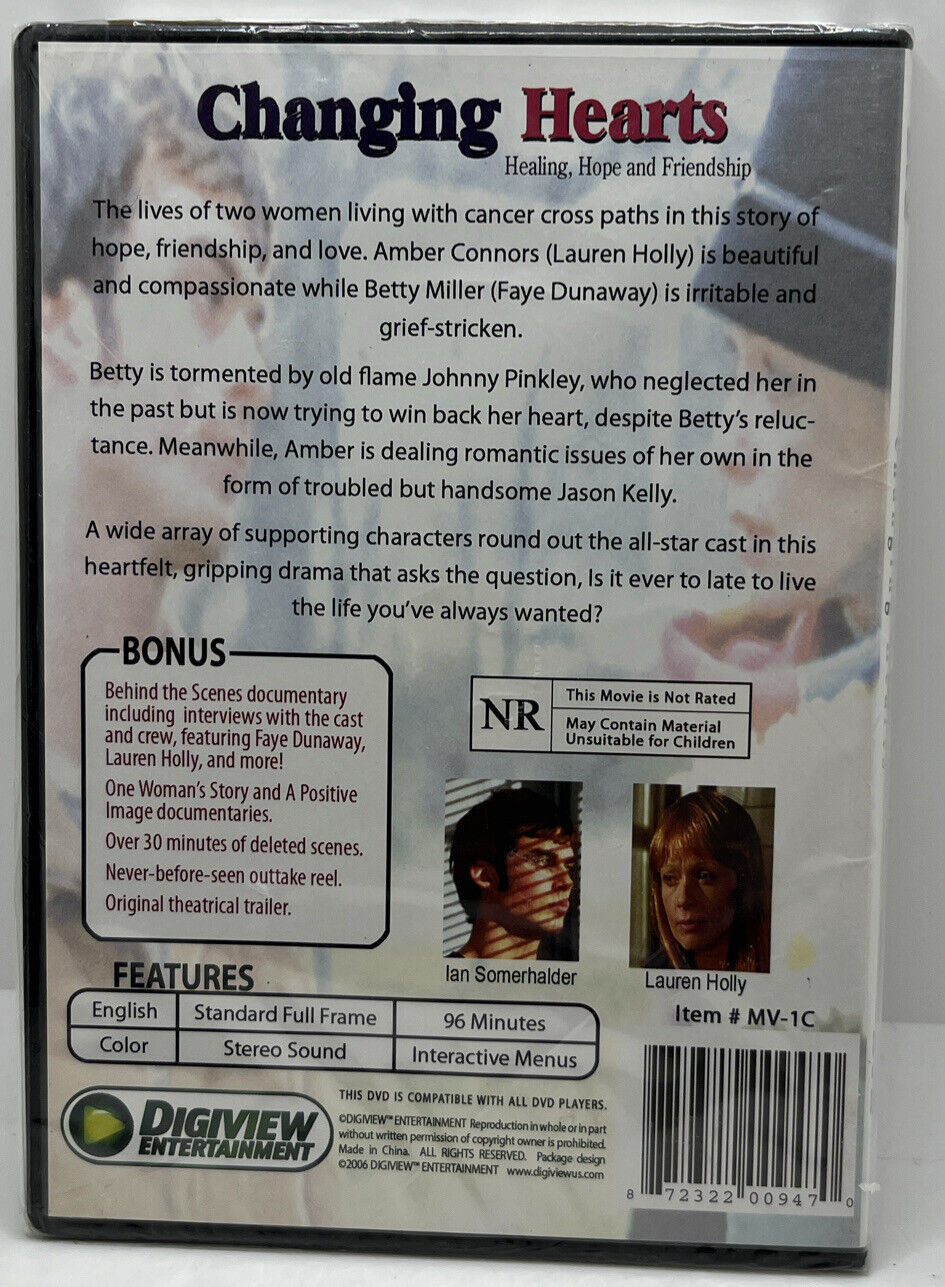 Changing Hearts
Healing, Hope and Friendship
The lives of two women living with cancer cross paths in this story of
hope, friendship, and love. Amber Connors (Lauren Holly) is beautiful
and compassionate while Betty Miller (Faye Dunaway) is irritable and
grief-stricken.
Betty is tormented by old flame Johnny Pinkley, who neglected her in
the past but is now trying to win back her heart, despite Betty's reluc-
tance. Meanwhile, Amber is dealing romantic issues of her own in the
form of troubled but handsome Jason Kelly.
A wide array of supporting characters round out the all-star cast in this
heartfelt, gripping drama that asks the question, Is it ever to late to live
the life you've always wanted?
BONUS
Behind the Scenes documentary
including interviews with the cast
and crew, featuring Faye Dunaway,
Lauren Holly, and more!
One Woman's Story and A Positive
Image documentaries.
Over 30 minutes of deleted scenes.
Never-before-seen outtake reel.
Original theatrical trailer.
NR
This Movie is Not Rated
May Contain Material
Unsuitable for Children
Ian Somerhalder
Lauren Holly
FEATURES
English
Standard Full Frame
96 Minutes
Color
Stereo Sound
Interactive Menus
Item # MV-1C
DIGIVIEW
ENTERTAINMENT
THIS DVD IS COMPATIBLE WITH ALL DVD PLAYERS.
©DIGIVIEW™ ENTERTAINMENT Reproduction in whole or in part
without written permission of copyright owner is prohibited.
Made in China. ALL RIGHTS RESERVED. Package design
©2006 DIGIVIEW™ ENTERTAINMENT www.digiviewus.com
8 72322 00947 0